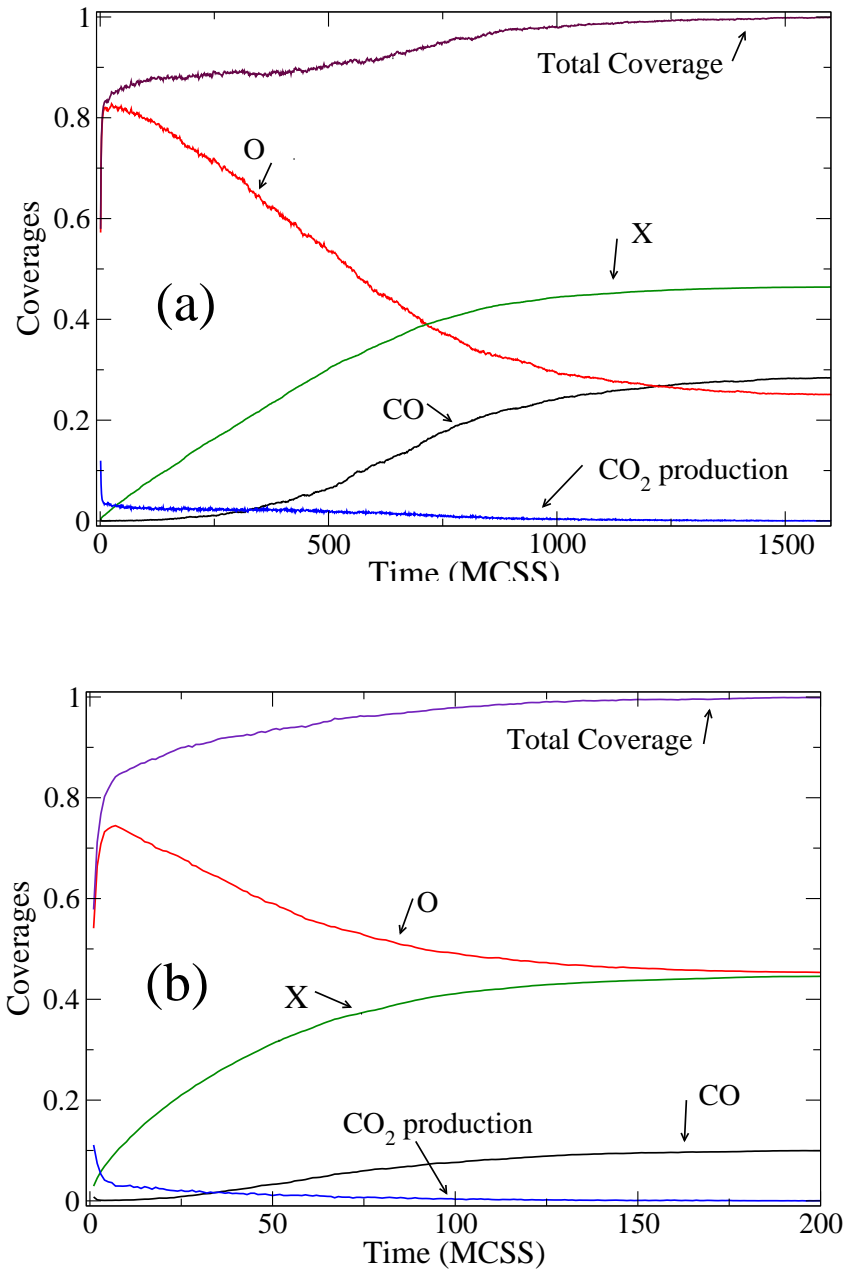 1
Total Coverage
0.8
O
0.6
X
Coverages
(a)
0.4
CO
0.2
CO2 production
0
0
500
1000
1500
Time (MCSS)
1
Total Coverage
0.8
O
0.6
Coverages
(b)
X
0.4
0.2
CO2 production
CO
0
0
50
100
150
200
Time (MCSS)